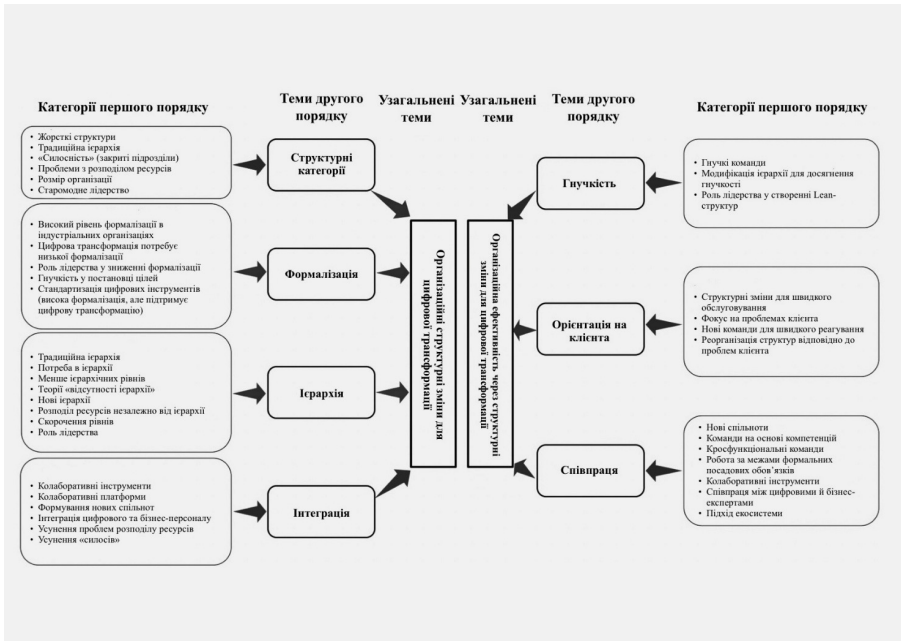 Категорії першого порядку
• Жорсткі структури
• Традиційна ієрархія
• «Силосність» (закриті підрозділи)
• Проблеми з розподілом ресурсів
• Розмір організації
• Старомодне лідерство
• Високий рівень формалізації в
індустріальних організаціях
• Цифрова трансформація потребує
низької формалізації
• Роль лідерства у зниженні формалізації
• Гнучкість у постановці цілей
• Стандартизація цифрових інструментів
(висока формалізація, але підтримує
цифрову трансформацію)
• Традиційна ієрархія
• Потреба в ієрархії
• Менше ієрархічних рівнів
• Теорії «відсутності ієрархії»
• Нові ієрархії
• Розподіл ресурсів незалежно від ієрархії
• Скорочення рівнів
• Роль лідерства
• Колаборативні інструменти
• Колаборативні платформи
• Формування нових спільнот
• Інтеграція цифрового та бізнес-персоналу
• Усунення проблем розподілу ресурсів
• Усунення «силосів»
Теми другого
порядку
Структурні
категорії
Формалізація
Ієрархія
Інтеграція
Узагальнені
теми
Організаційні структурні зміни для
цифрової трансформації
Узагальнені
теми
Організаційна ефективність через структурні
зміни для цифрової трансформації
Теми другого
порядку
Гнучкість
Орієнтація на
клієнта
Співпраця
Категорії першого порядку
• Гнучкі команди
• Модифікація ієрархії для досягнення
гнучкості
• Роль лідерства у створенні Lean-
структур
• Структурні зміни для швидкого
обслуговування
• Фокус на проблемах клієнта
• Нові команди для швидкого реагування
• Реорганізація структур відповідно до
проблем клієнта
• Нові спільноти
• Команди на основі компетенцій
• Кросфункціональні команди
• Робота за межами формальних
посадових обов’язків
• Колаборативні інструменти
• Співпраця між цифровими й бізнес-
експертами
• Підхід екосистеми